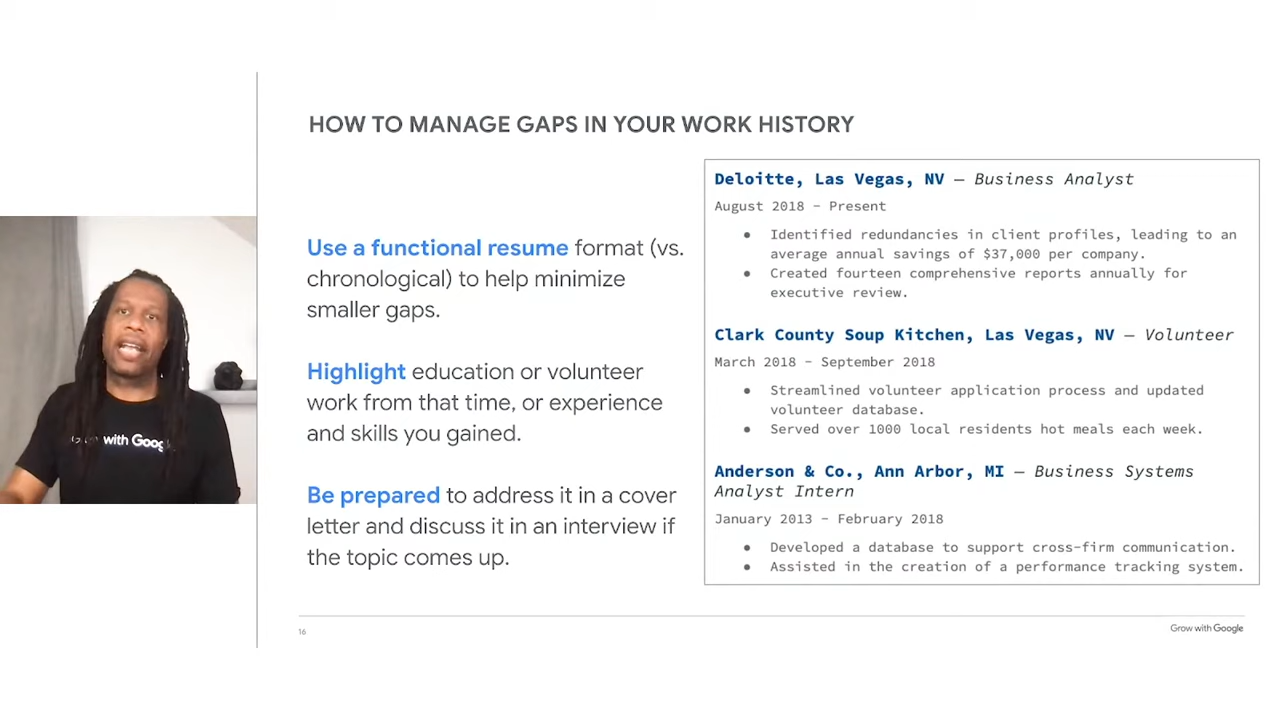 HOW TO MANAGE GAPS IN YOUR WORK HISTORY
Use a functional resume format (vs.
chronological) to help minimize
smaller gaps.
Highlight education or volunteer
work from that time, or experience
and skills you gained.
Be prepared to address it in a cover
letter and discuss it in an interview if
the topic comes up.
Deloitte, Las Vegas, NV — Business Analyst
August 2018 - Present
● Identified redundancies in client profiles, leading to an
average annual savings of $37,000 per company.
● Created fourteen comprehensive reports annually for
executive review.
Clark County Soup Kitchen, Las Vegas, NV — Volunteer
March 2018 - September 2018
● Streamlined volunteer application process and updated
volunteer database.
● Served over 1000 local residents hot meals each week.
Anderson & Co., Ann Arbor, MI — Business Systems
Analyst Intern
January 2013 - February 2018
● Developed a database to support cross-firm communication.
● Assisted in the creation of a performance tracking system.
with
16
Grow with Google